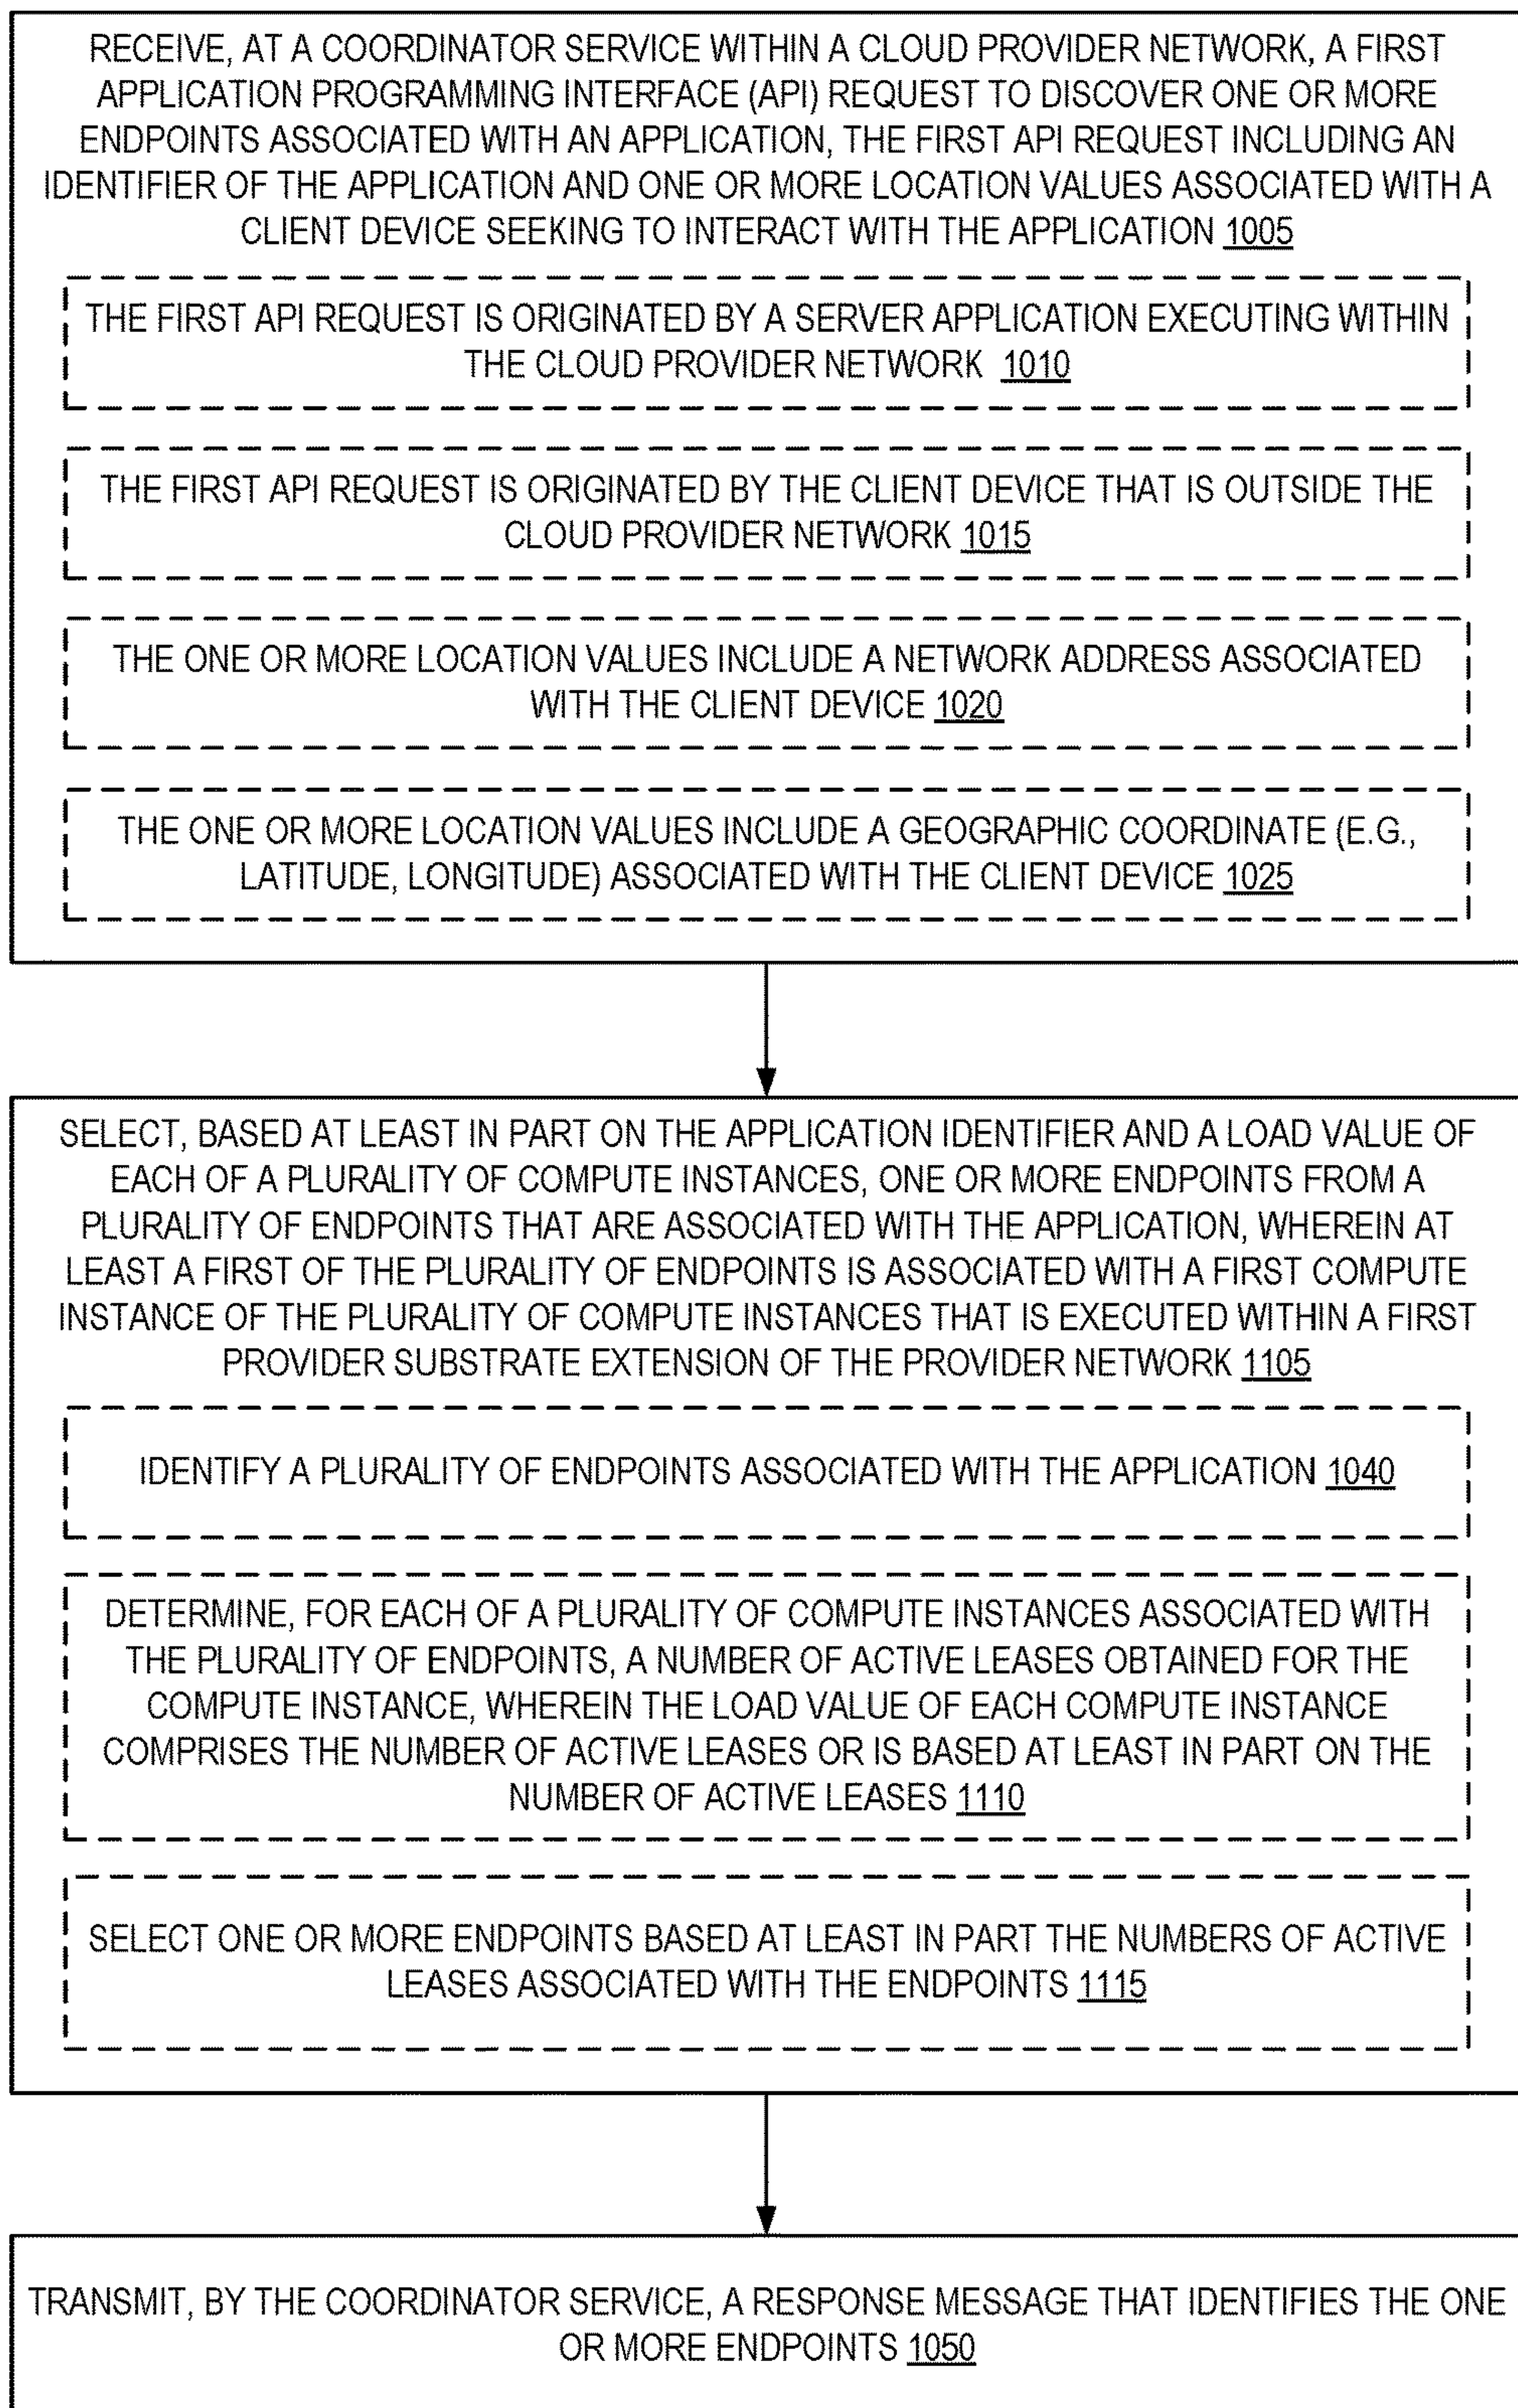 RECEIVE, AT A COORDINATOR SERVICE WITHIN A CLOUD PROVIDER NETWORK, A FIRST
APPLICATION PROGRAMMING INTERFACE (API) REQUEST TO DISCOVER ONE OR MORE
ENDPOINTS ASSOCIATED WITH AN APPLICATION, THE FIRST API REQUEST INCLUDING AN
IDENTIFIER OF THE APPLICATION AND ONE OR MORE LOCATION VALUES ASSOCIATED WITH A
CLIENT DEVICE SEEKING TO INTERACT WITH THE APPLICATION 1005
THE FIRST API REQUEST IS ORIGINATED BY A SERVER APPLICATION EXECUTING WITHIN
THE CLOUD PROVIDER NETWORK 1010
THE FIRST API REQUEST IS ORIGINATED BY THE CLIENT DEVICE THAT IS OUTSIDE THE
CLOUD PROVIDER NETWORK 1015
THE ONE OR MORE LOCATION VALUES INCLUDE A NETWORK ADDRESS ASSOCIATED
WITH THE CLIENT DEVICE 1020
THE ONE OR MORE LOCATION VALUES INCLUDE A GEOGRAPHIC COORDINATE (E.G.,
LATITUDE, LONGITUDE) ASSOCIATED WITH THE CLIENT DEVICE 1025
SELECT, BASED AT LEAST IN PART ON THE APPLICATION IDENTIFIER AND A LOAD VALUE OF
EACH OF A PLURALITY OF COMPUTE INSTANCES, ONE OR MORE ENDPOINTS FROM A
PLURALITY OF ENDPOINTS THAT ARE ASSOCIATED WITH THE APPLICATION, WHEREIN AT
LEAST A FIRST OF THE PLURALITY OF ENDPOINTS IS ASSOCIATED WITH A FIRST COMPUTE
INSTANCE OF THE PLURALITY OF COMPUTE INSTANCES THAT IS EXECUTED WITHIN A FIRST
PROVIDER SUBSTRATE EXTENSION OF THE PROVIDER NETWORK 1105
IDENTIFY A PLURALITY OF ENDPOINTS ASSOCIATED WITH THE APPLICATION 1040
DETERMINE, FOR EACH OF A PLURALITY OF COMPUTE INSTANCES ASSOCIATED WITH
THE PLURALITY OF ENDPOINTS, A NUMBER OF ACTIVE LEASES OBTAINED FOR THE
COMPUTE INSTANCE, WHEREIN THE LOAD VALUE OF EACH COMPUTE INSTANCE
COMPRISES THE NUMBER OF ACTIVE LEASES OR IS BASED AT LEAST IN PART ON THE
NUMBER OF ACTIVE LEASES 1110
SELECT ONE OR MORE ENDPOINTS BASED AT LEAST IN PART THE NUMBERS OF ACTIVE
LEASES ASSOCIATED WITH THE ENDPOINTS 1115
TRANSMIT, BY THE COORDINATOR SERVICE, A RESPONSE MESSAGE THAT IDENTIFIES THE ONE
OR MORE ENDPOINTS 1050